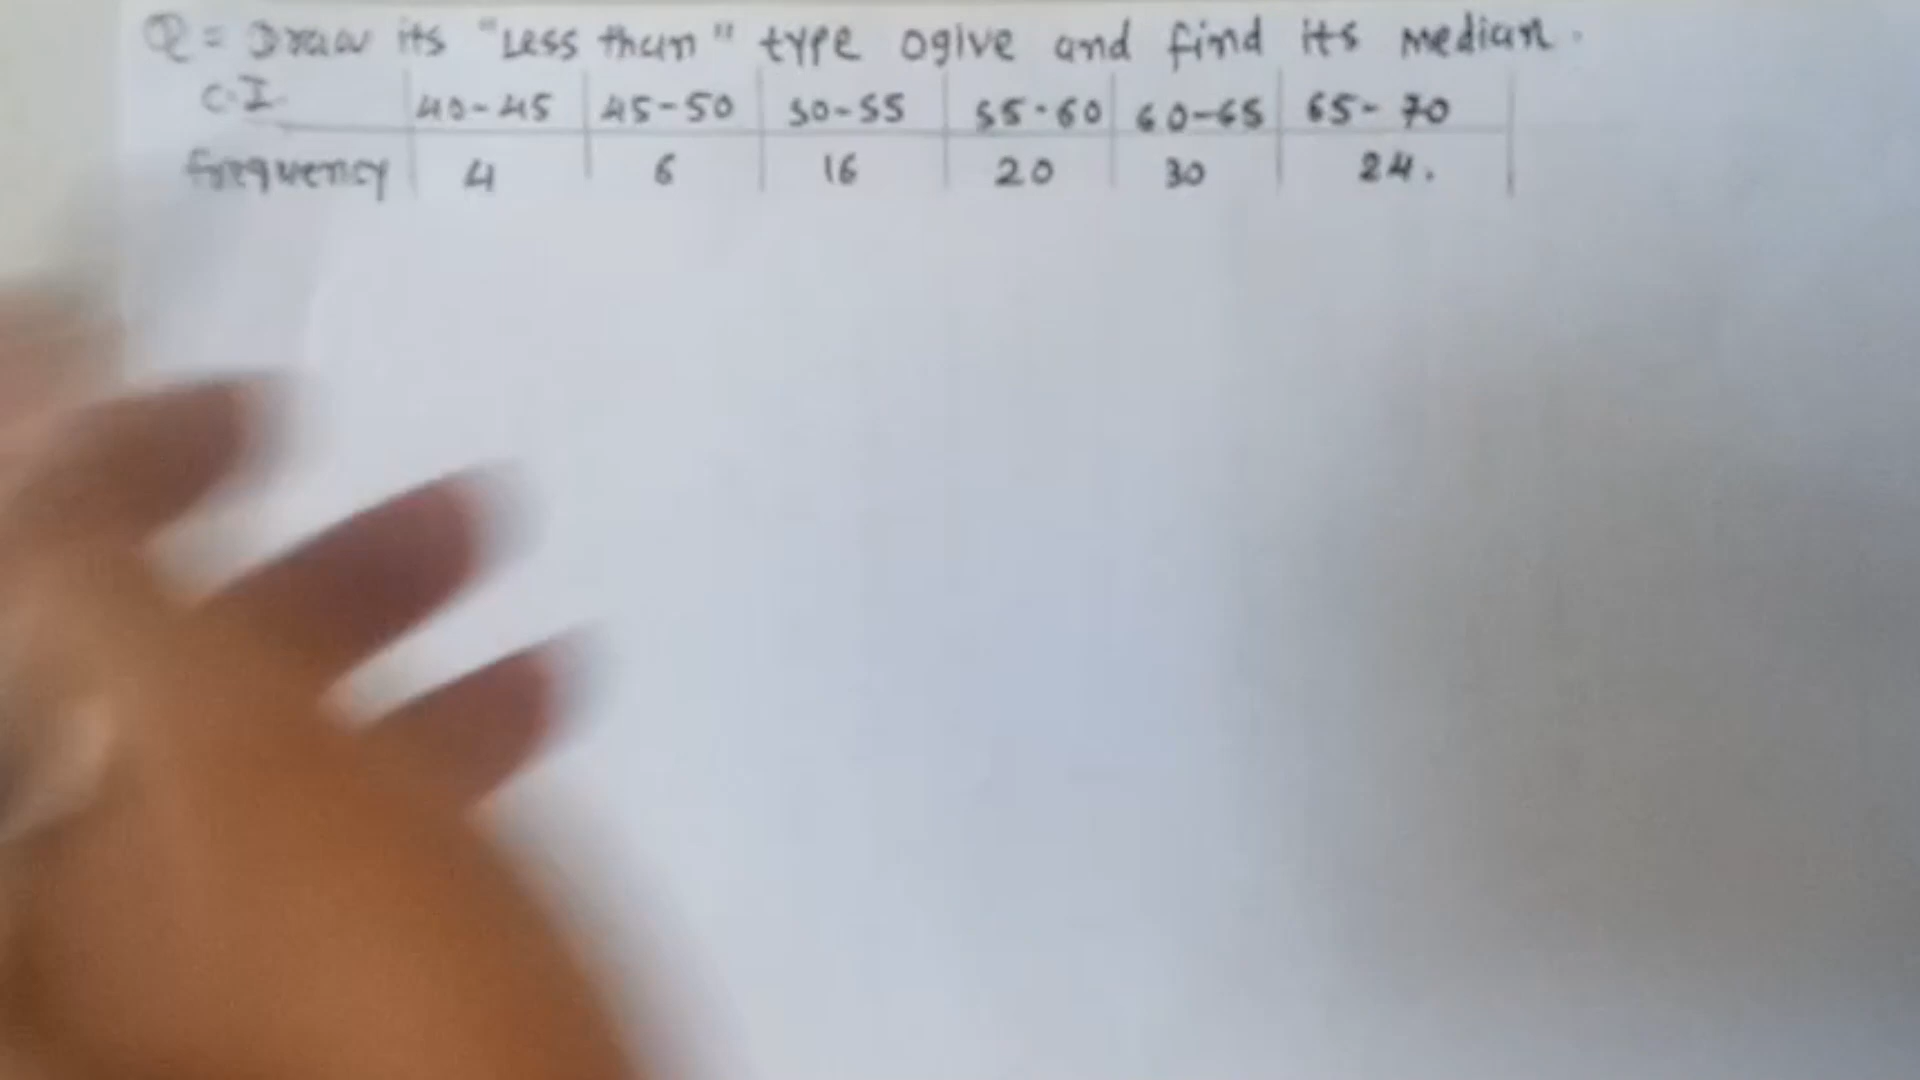 Q = Draw its "Less than" type ogive and find its median.
C.I 40-45 45-50 50-55 55-60 60-65 65-70
frequency 4 6 16 20 30 24.